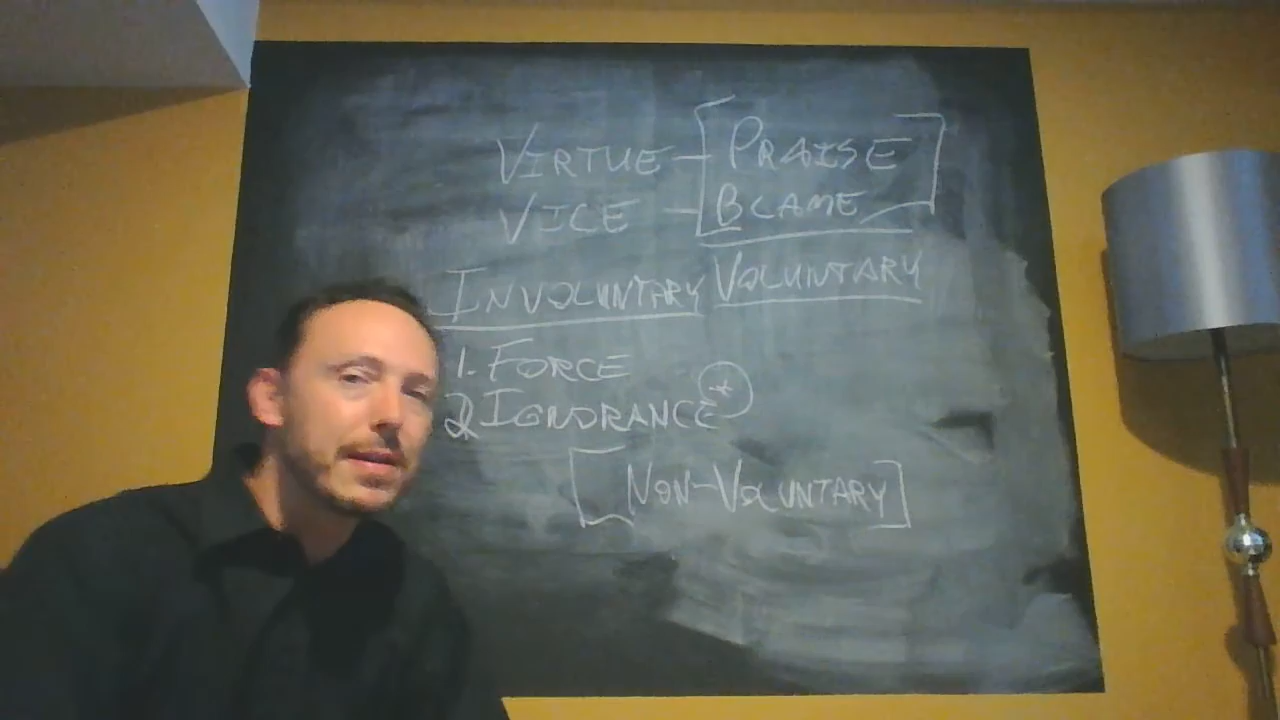 VIRTUE – [PRAISE]
VICE – [BLAME]
INVOLUNTARY VOLUNTARY
1. FORCE
2 IGNORANCE*
[NON-VOLUNTARY]